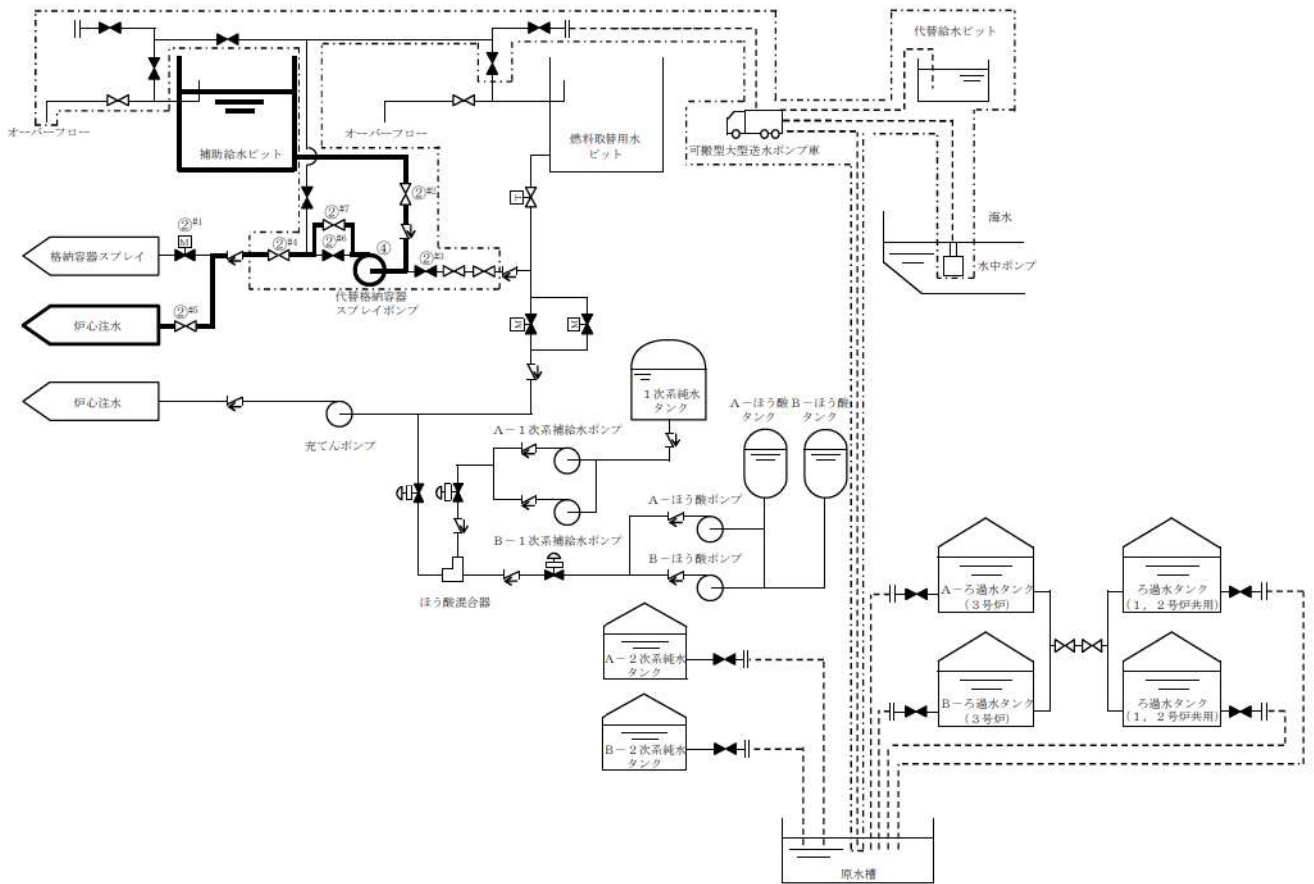 代替給水ピット
オーバーフロー
補助給水ピット
オーバーフロー
燃料取替用水
ピット
可搬型大型送水ポンプ車
海水
水中ポンプ
②#2
②#7
②#1
M
②#4
②#6
④
②#3
T
格納容器スプレイ
代替格納容器
スプレイポンプ
②#5
炉心注水
M
M
炉心注水
充てんポンプ
1次系純水
タンク
A-ほう酸
タンク
B-ほう酸
タンク
A-1次系補給水ポンプ
A-ほう酸ポンプ
B-1次系補給水ポンプ
B-ほう酸ポンプ
ほう酸混合器
A-ろ過水タンク
(3号炉)
ろ過水タンク
(1,2号炉共用)
A-2次系純水
タンク
B-ろ過水タンク
(3号炉)
ろ過水タンク
(1,2号炉共用)
B-2次系純水
タンク
原水槽